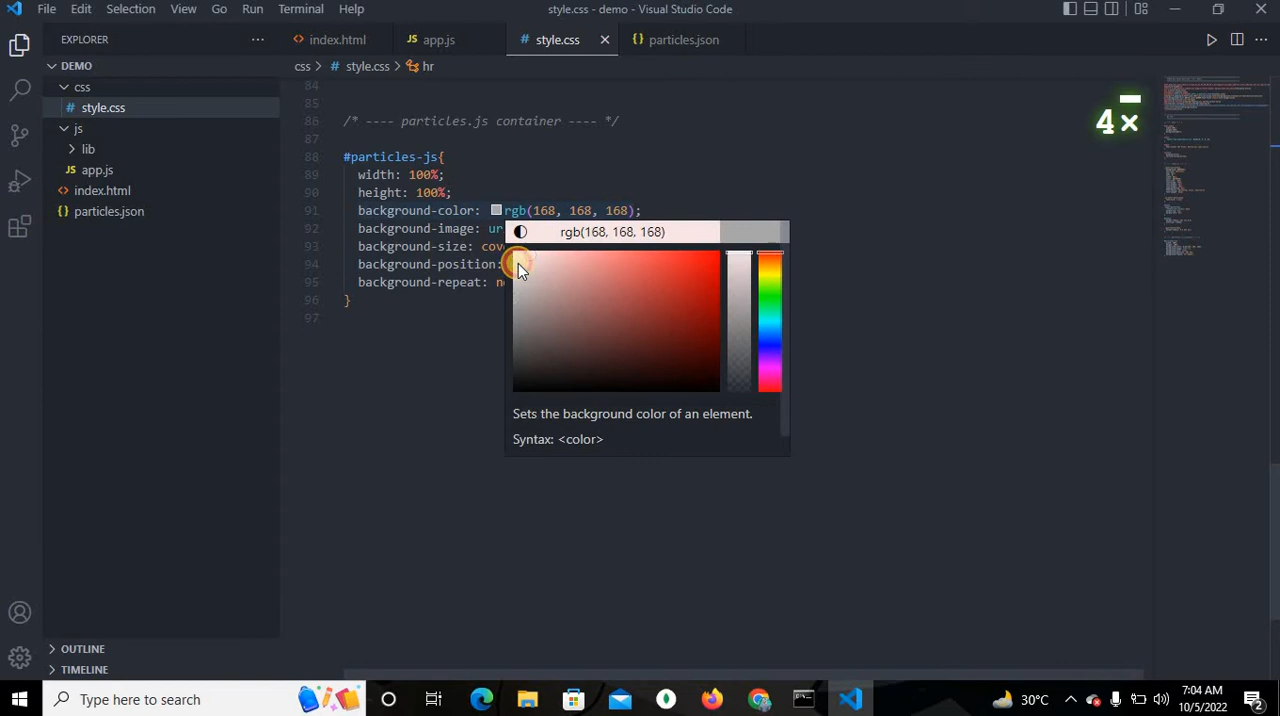 File Edit Selection View Go Run Terminal Help
style.css - demo - Visual Studio Code
EXPLORER
index.html
JS app.js
# style.css
{ } particles.json
DEMO
css
# style.css
js
lib
JS app.js
<> index.html
{ } particles.json
OUTLINE
TIMELINE
css > # style.css > hr
84
85
86 /* ---- particles.js container ---- */
87
88 #particles-js{
89 width: 100%;
90 height: 100%;
91 background-color: rgb(168, 168, 168);
92 background-image: ur
93 background-size: cov
94 background-position:
95 background-repeat: n
96 }
97
rgb(168, 168, 168)
Sets the background color of an element.
Syntax: <color>
4×
Type here to search
30°C
7:04 AM
10/5/2022
2